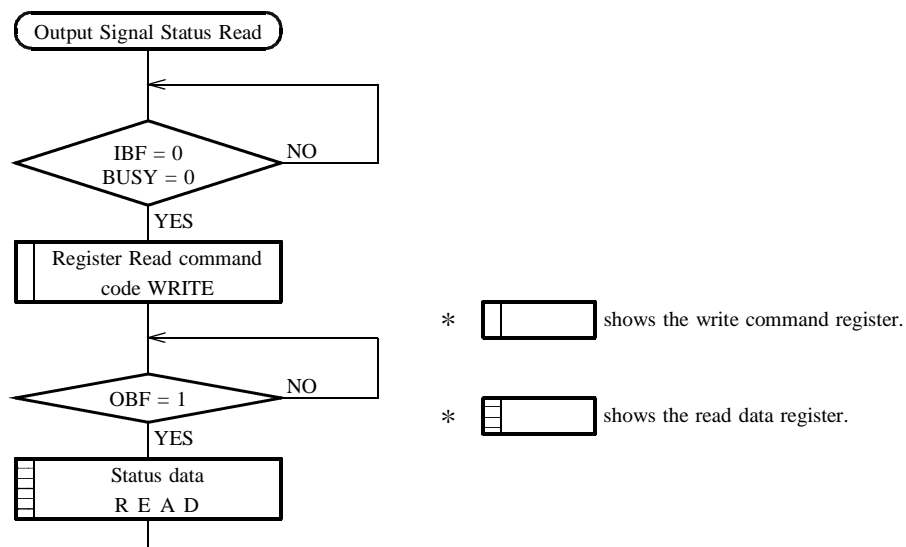 Output Signal Status Read
IBF = 0
BUSY = 0
NO
YES
Register Read command
code WRITE
OBF = 1
NO
YES
Status data
R E A D
* shows the write command register.
* shows the read data register.